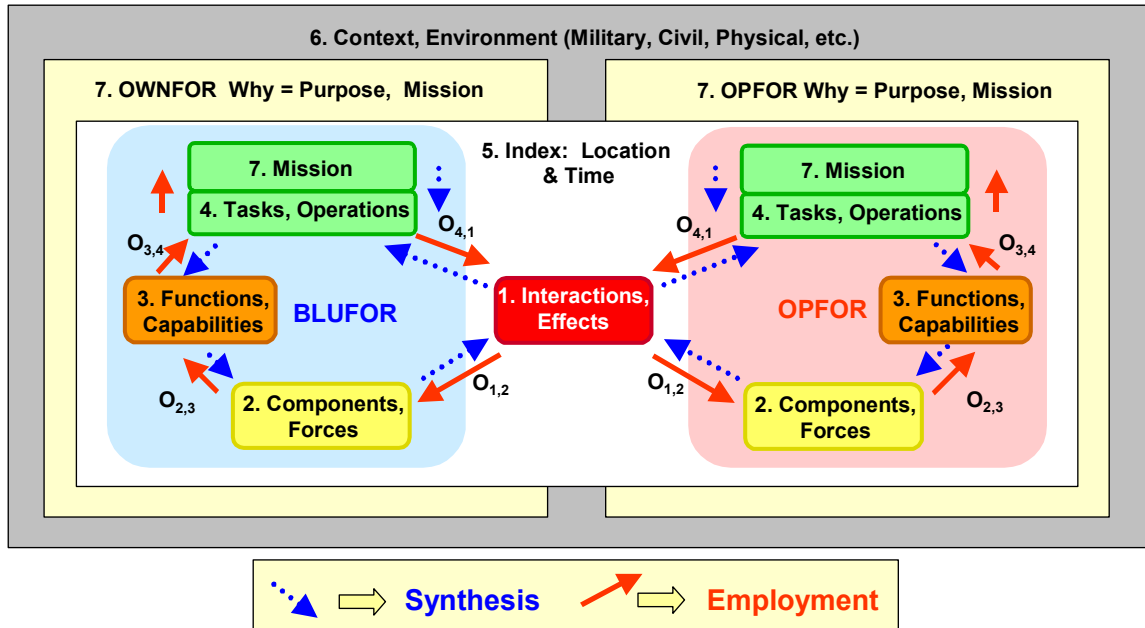 6. Context, Environment (Military, Civil, Physical, etc.)
7. OWNFOR Why = Purpose, Mission
7. OPFOR Why = Purpose, Mission
5. Index: Location
& Time
7. Mission
4. Tasks, Operations
O3,4
O4,1
3. Functions,
Capabilities
BLUFOR
O2,3
2. Components,
Forces
O1,2
1. Interactions,
Effects
7. Mission
4. Tasks, Operations
O4,1
O3,4
OPFOR
3. Functions,
Capabilities
O1,2
O2,3
2. Components,
Forces
Synthesis
Employment